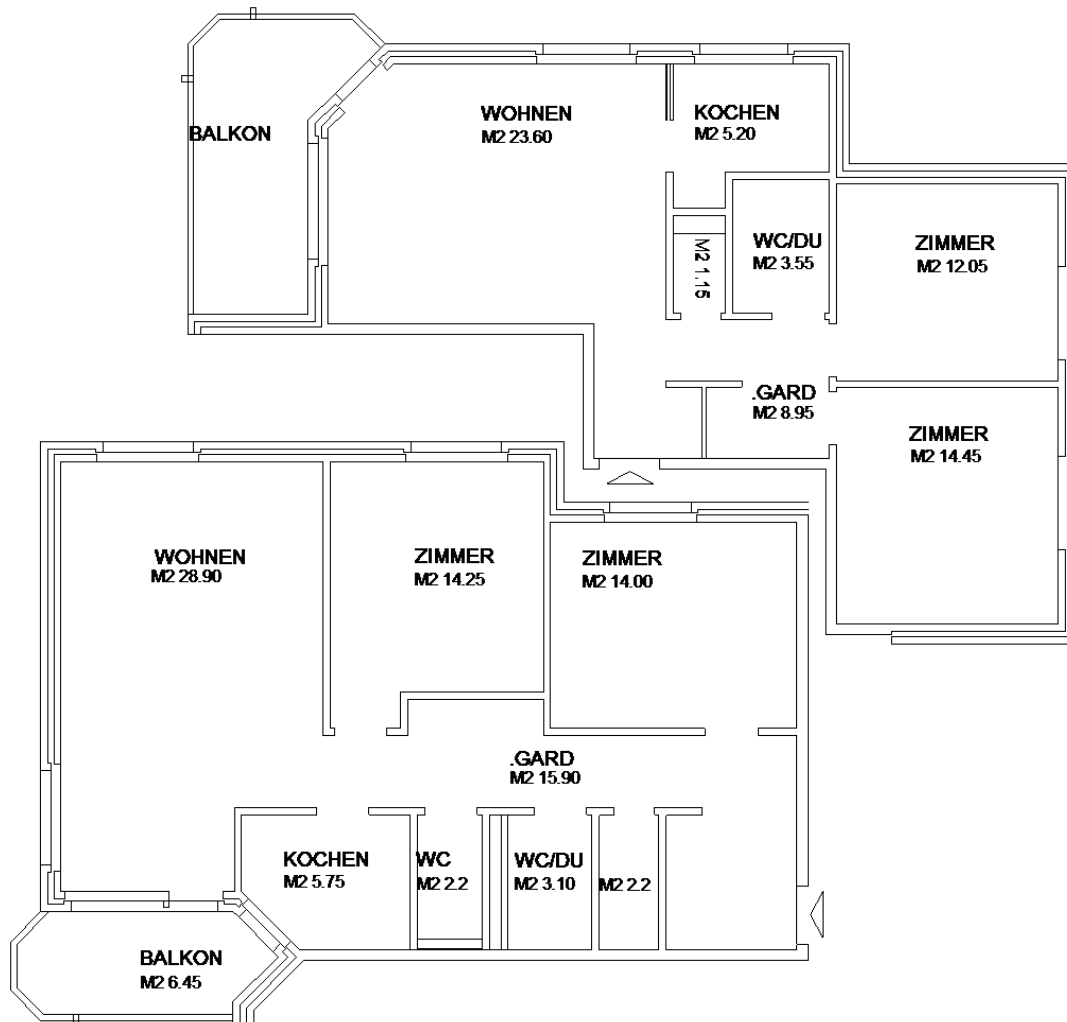 BALKON
WOHNEN
M2 23.60
KOCHEN
M2 5.20
M2 1.15
WC/DU
M2 3.55
ZIMMER
M2 12.05
.GARD
M2 8.95
ZIMMER
M2 14.45
WOHNEN
M2 28.90
ZIMMER
M2 14.25
ZIMMER
M2 14.00
.GARD
M2 15.90
KOCHEN
M2 5.75
WC
M2 2.2
WC/DU
M2 3.10
M2 2.2
BALKON
M2 6.45